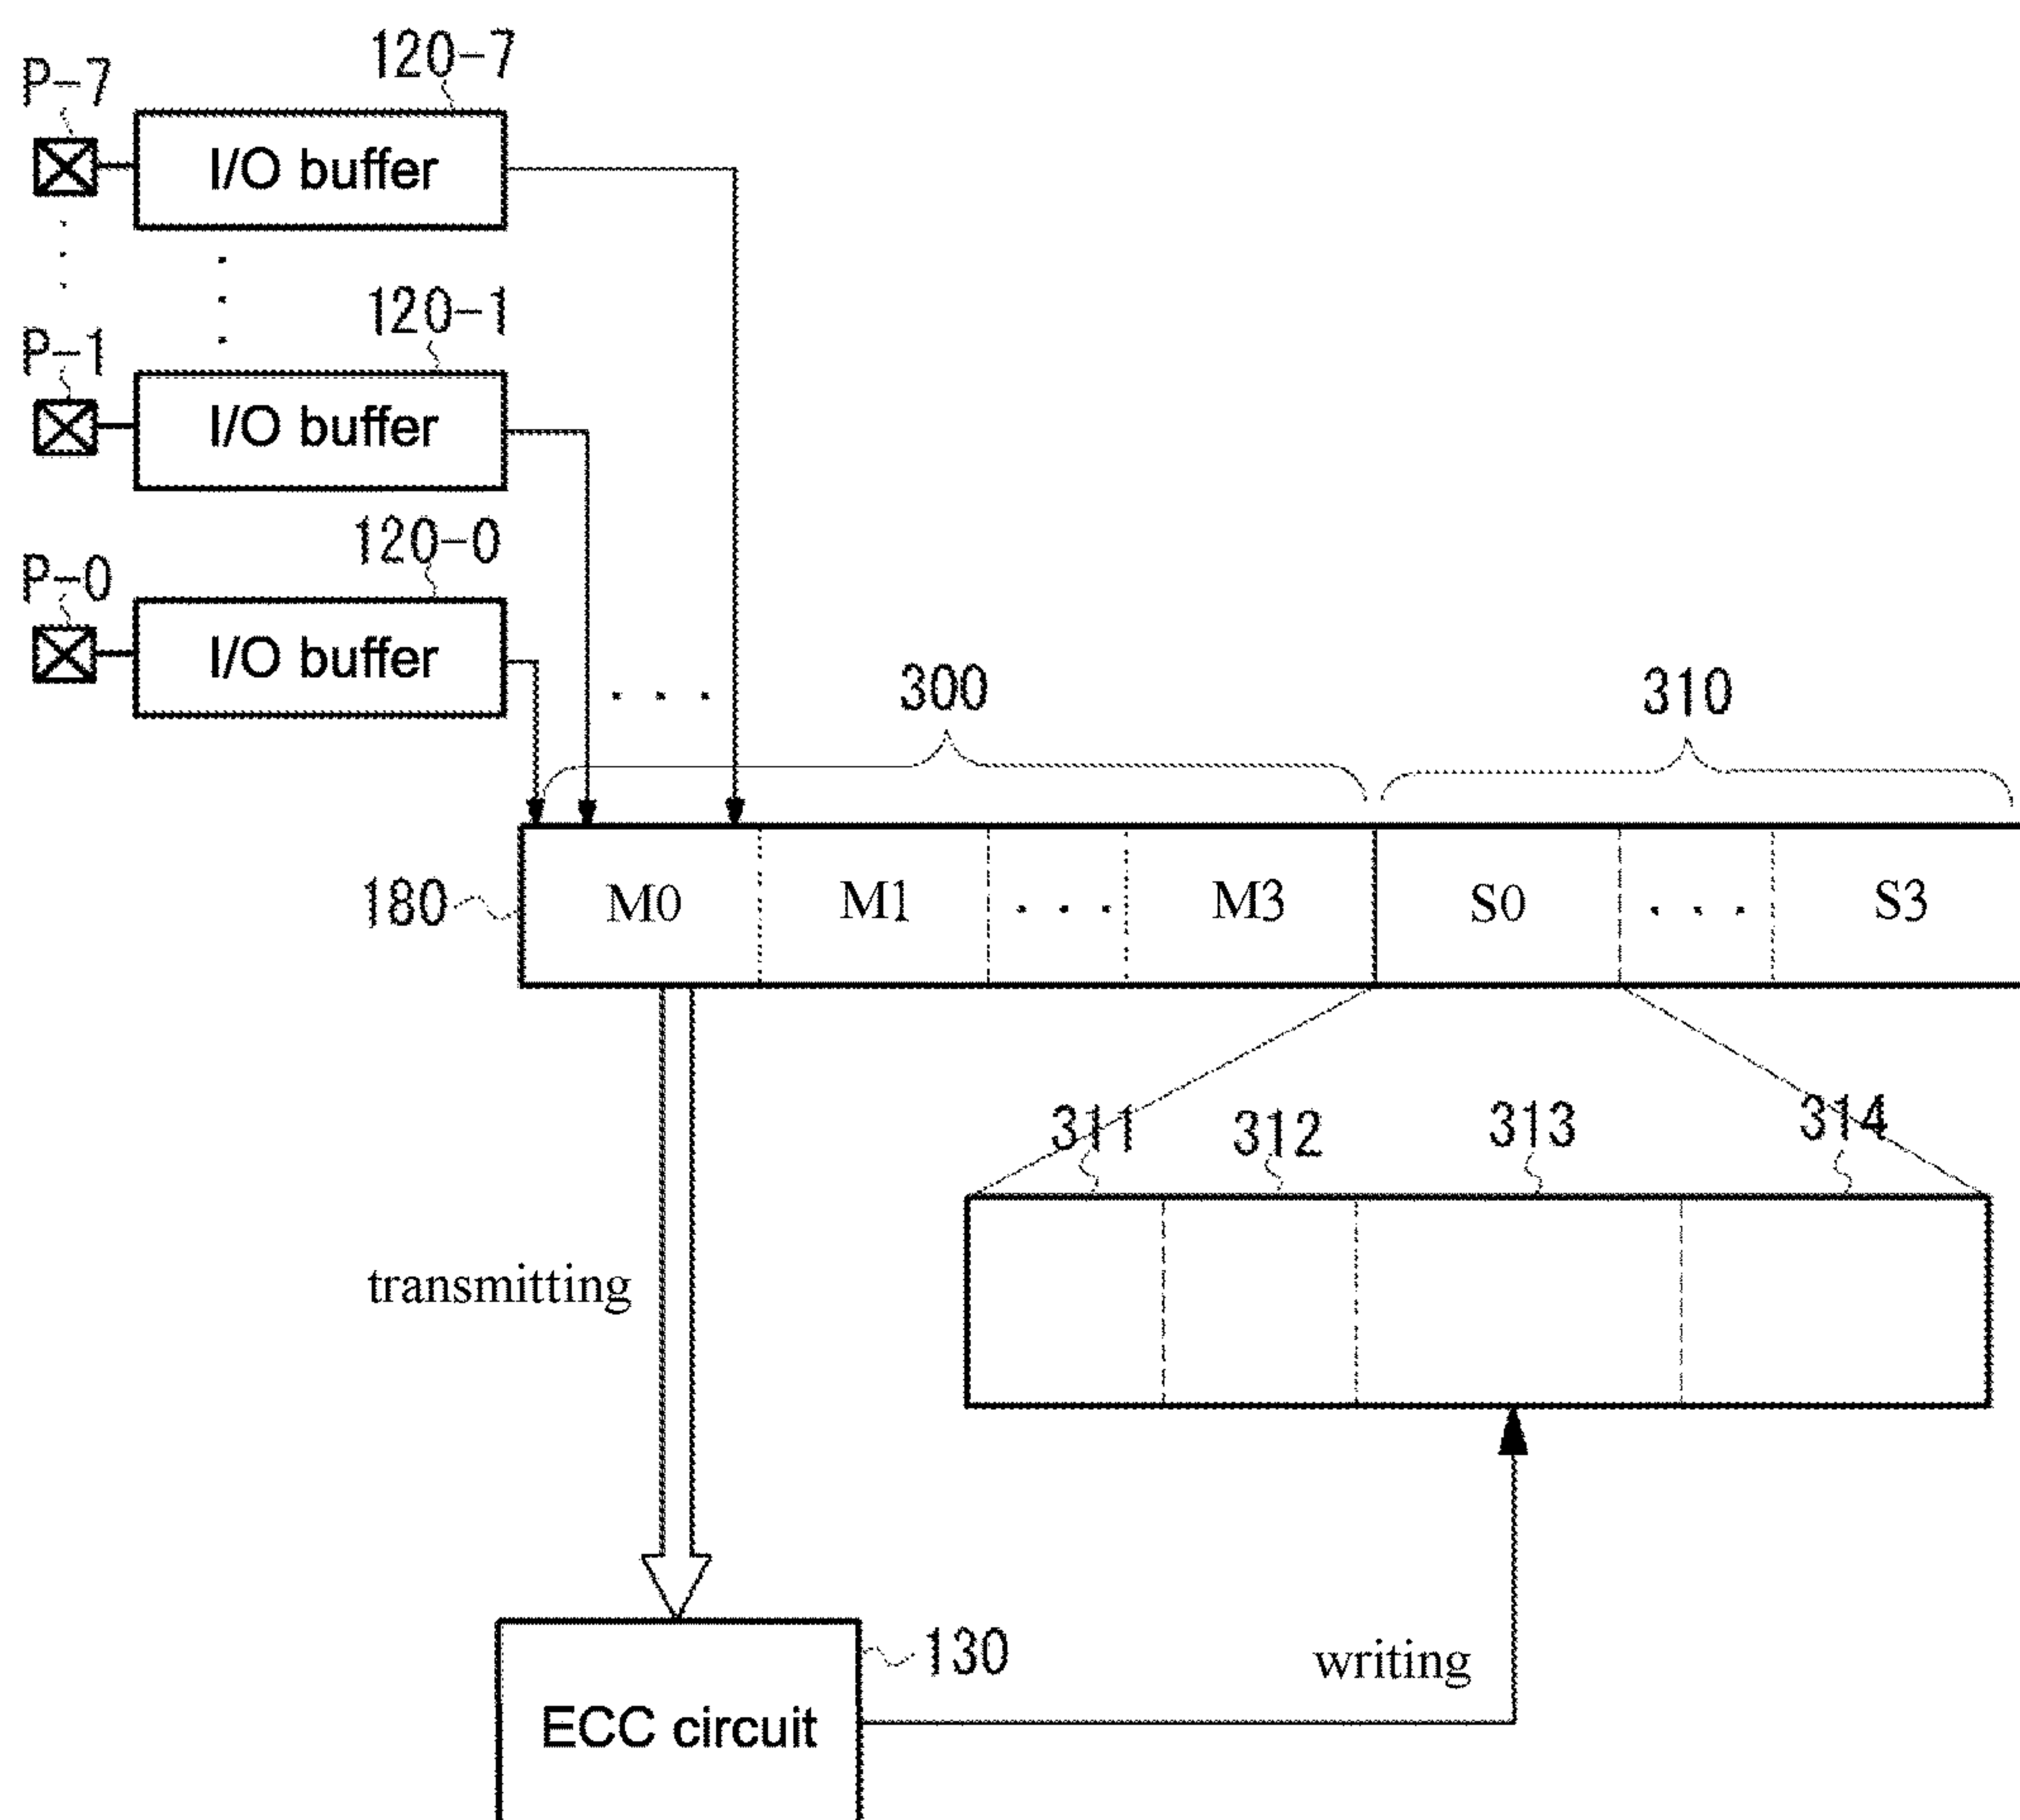 120-7
P-7
I/O buffer
120-1
P-1
I/O buffer
120-0
P-0
I/O buffer
. . .
300
310
180
M0 M1 . . . M3 S0 . . . S3
311 312 313 314
transmitting
130
writing
ECC circuit